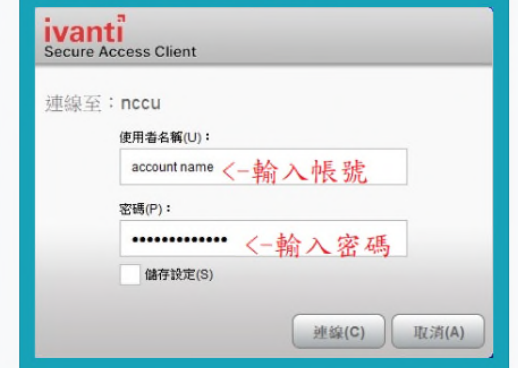 ivanti
Secure Access Client
連線至：nccu
使用者名稱(U)：
account name <-輸入帳號
密碼(P)：
••••••••••••• <-輸入密碼
儲存設定(S)
連線(C) 取消(A)